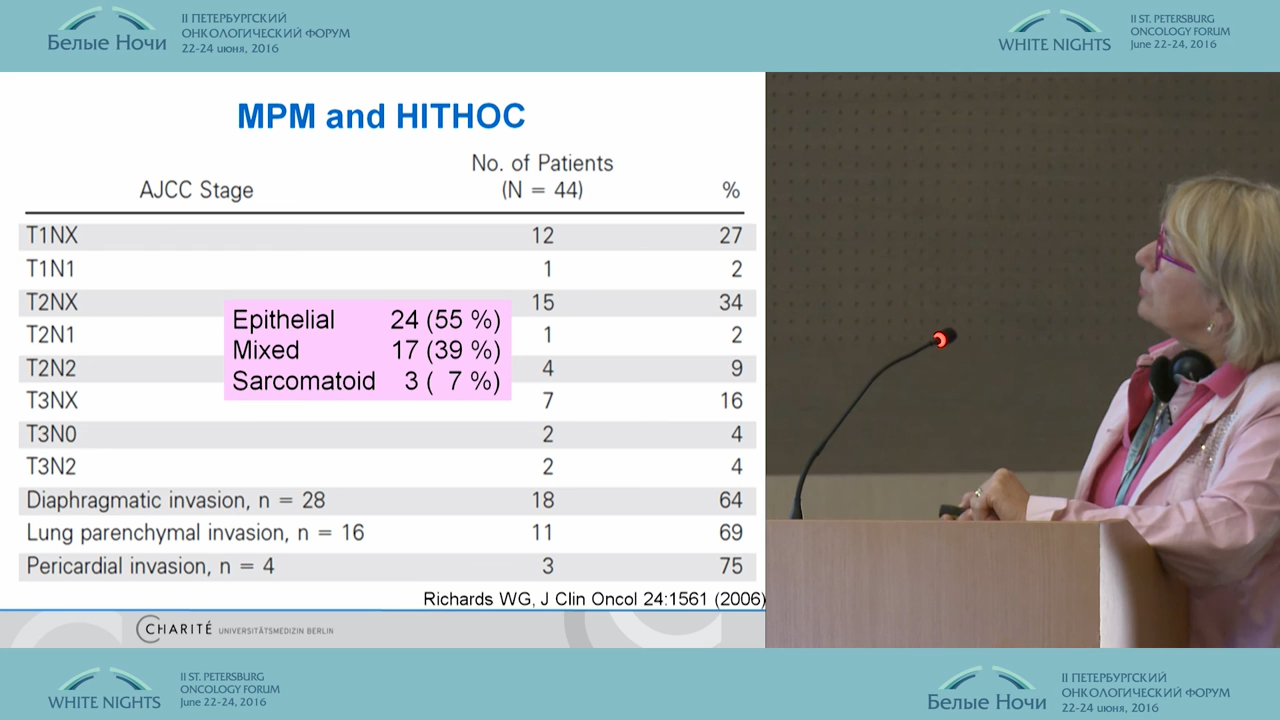 Белые Ночи
II ПЕТЕРБУРГСКИЙ
ОНКОЛОГИЧЕСКИЙ ФОРУМ
22-24 июня, 2016
WHITE NIGHTS
II ST. PETERSBURG
ONCOLOGY FORUM
June 22-24, 2016
MPM and HITHOC
AJCC Stage No. of Patients (N = 44) %
T1NX 12 27
T1N1 1 2
T2NX 15 34
T2N1 1 2
T2N2 4 9
T3NX 7 16
T3N0 2 4
T3N2 2 4
Diaphragmatic invasion, n = 28 18 64
Lung parenchymal invasion, n = 16 11 69
Pericardial invasion, n = 4 3 75
Epithelial 24 (55 %)
Mixed 17 (39 %)
Sarcomatoid 3 ( 7 %)
Richards WG, J Clin Oncol 24:1561 (2006)
CHARITÉ UNIVERSITÄTSMEDIZIN BERLIN
WHITE NIGHTS
II ST. PETERSBURG
ONCOLOGY FORUM
June 22-24, 2016
Белые Ночи
II ПЕТЕРБУРГСКИЙ
ОНКОЛОГИЧЕСКИЙ ФОРУМ
22-24 июня, 2016